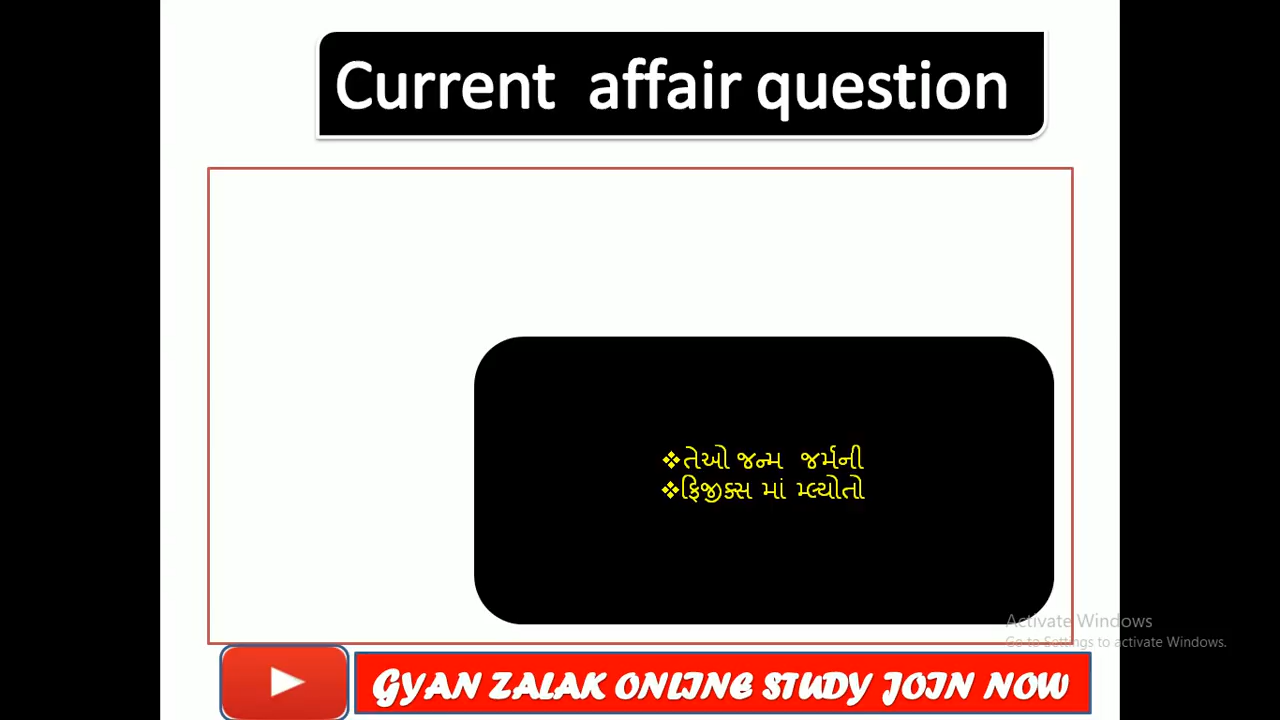 Current affair question
❖તેઓ જન્મ જર્મની
❖ફિજીક્સ માં મ્લ્યોતો
Activate Windows
Go to Settings to activate Windows.
GYAN ZALAK ONLINE STUDY JOIN NOW